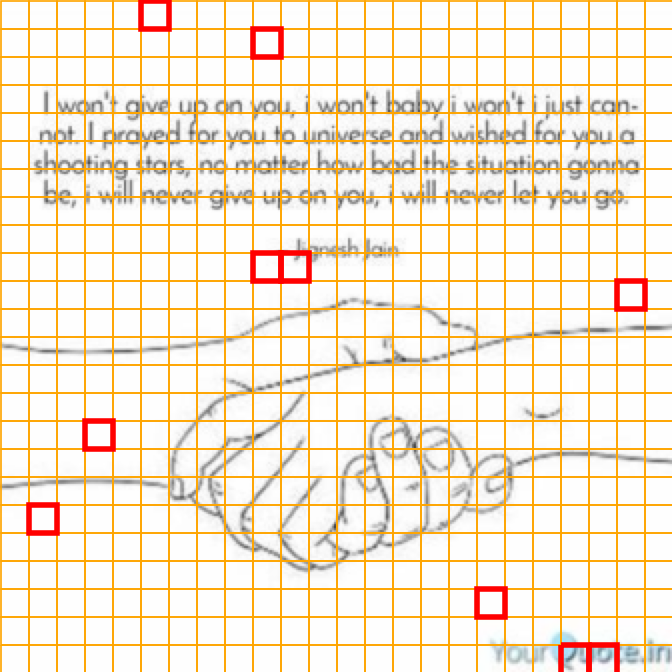 I won't give up on you, i won't baby i won't i just can-
not. I prayed for you to universe and wished for you a
shooting stars, no matter how bad the situation gonna
be, i will never give up on you, i will never let you go.
Jignesh Jain
YourQuote.in